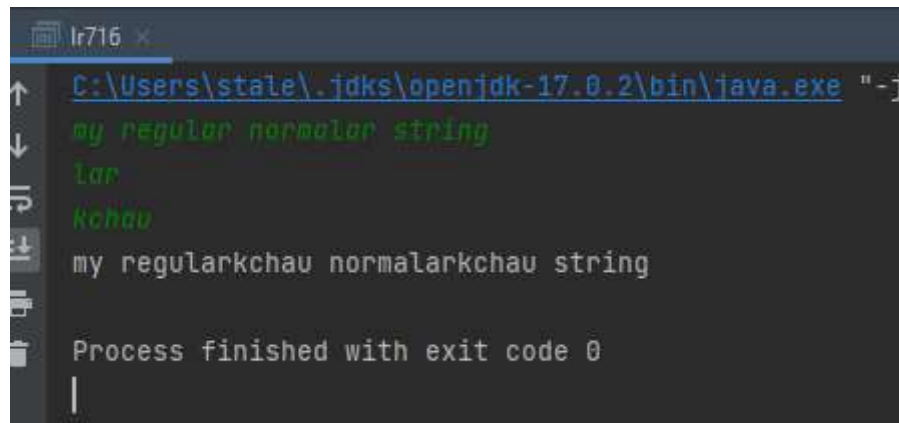 lr716
C:\Users\stale\.jdks\openjdk-17.0.2\bin\java.exe "-j
my regular normalar string
lar
kchau
my regularkchau normalarkchau string
Process finished with exit code 0